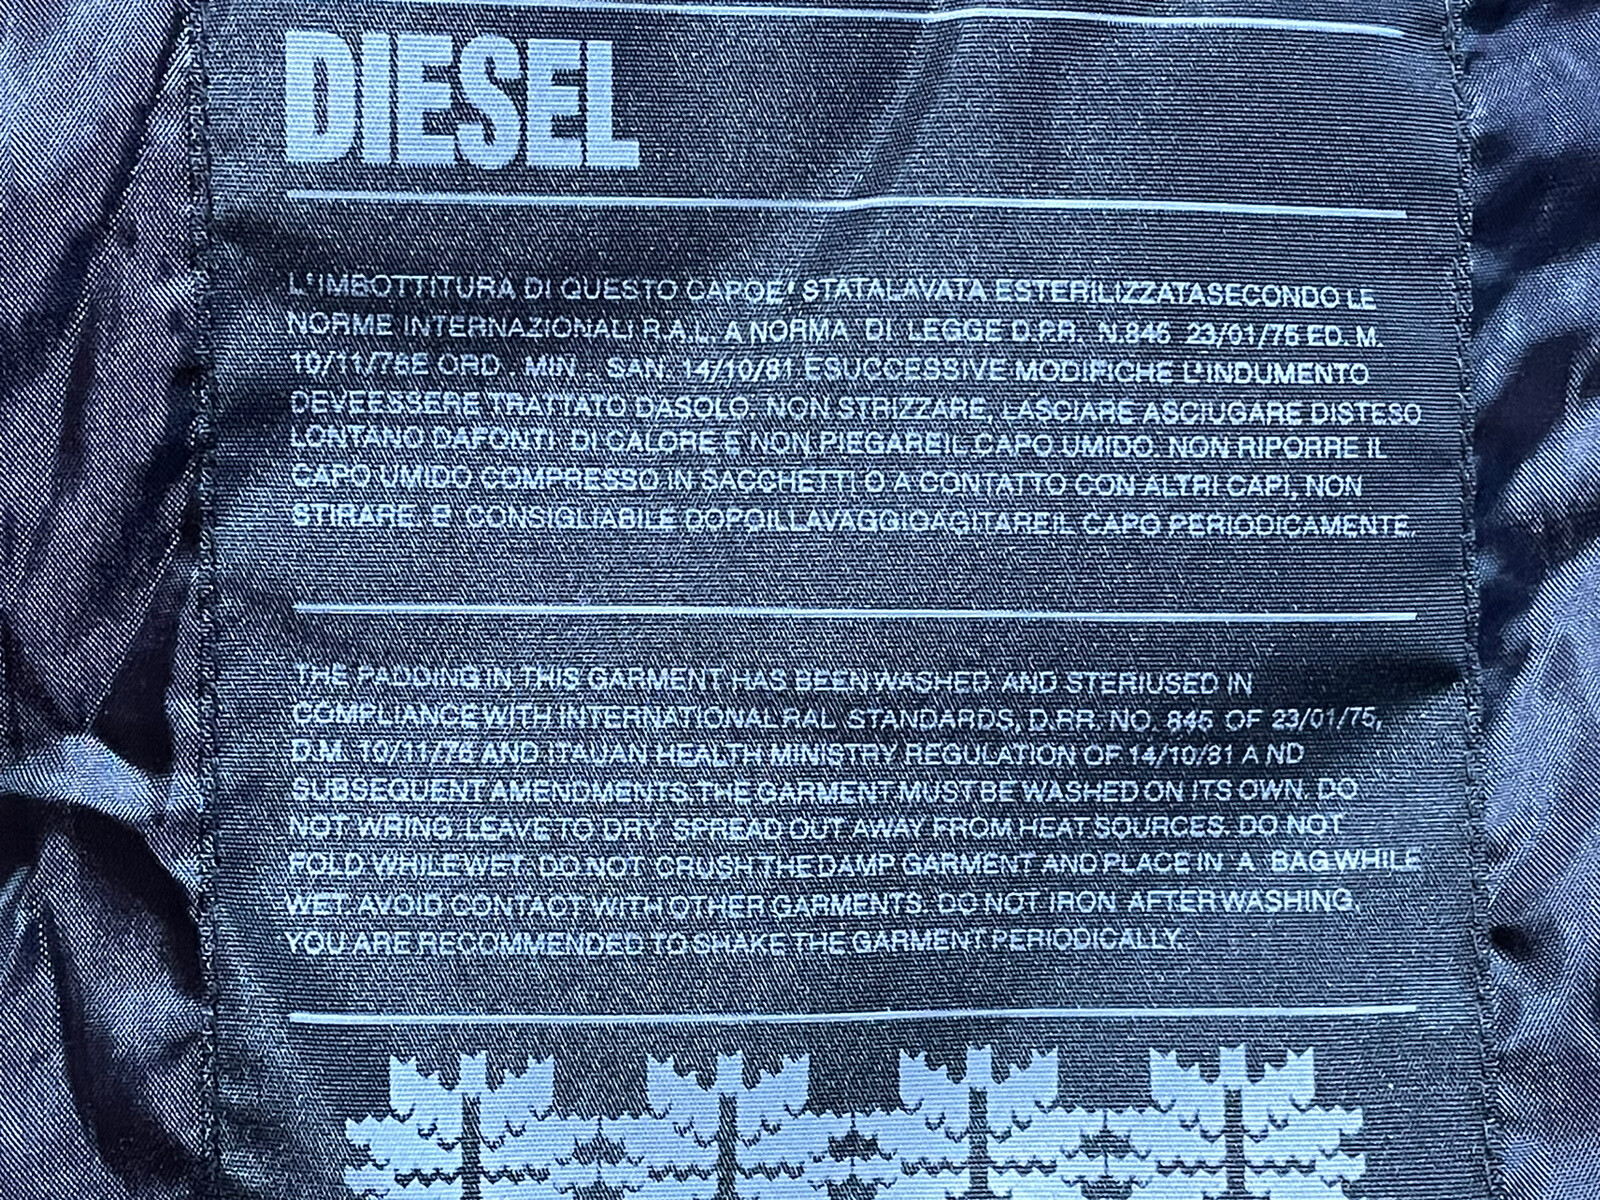 DIESEL
L'IMBOTTITURA DI QUESTO CAPOE' STATALAVATA ESTERILIZZATASECONDO LE
NORME INTERNAZIONALI R.A.L. A NORMA DI LEGGE D.P.R. N.845 23/01/75 ED. M.
10/11/76E ORD . MIN . SAN. 14/10/81 ESUCCESSIVE MODIFICHE L'INDUMENTO
DEVEESSERE TRATTATO DASOLO. NON STRIZZARE, LASCIARE ASCIUGARE DISTESO
LONTANO DAFONTI DI CALORE E NON PIEGAREIL CAPO UMIDO. NON RIPORRE IL
CAPO UMIDO COMPRESSO IN SACCHETTI O A CONTATTO CON ALTRI CAPI, NON
STIRARE. E' CONSIGLIABILE DOPOILLAVAGGIOAGITAREIL CAPO PERIODICAMENTE.
THE PADDING IN THIS GARMENT HAS BEEN WASHED AND STERIUSED IN
COMPLIANCE WITH INTERNATIONAL RAL STANDARDS, D.P.R. NO. 845 OF 23/01/75,
D.M. 10/11/76 AND ITAUAN HEALTH MINISTRY REGULATION OF 14/10/81 A ND
SUBSEQUENT AMENDMENTS.THE GARMENT MUST BE WASHED ON ITS OWN. DO
NOT WRING. LEAVE TO DRY SPREAD OUT AWAY FROM HEAT SOURCES. DO NOT
FOLD WHILE WET. DO NOT CRUSH THE DAMP GARMENT AND PLACE IN A BAG WHILE
WET. AVOID CONTACT WITH OTHER GARMENTS. DO NOT IRON AFTER WASHING,
YOU ARE RECOMMENDED TO SHAKE THE GARMENT PERIODICALLY.